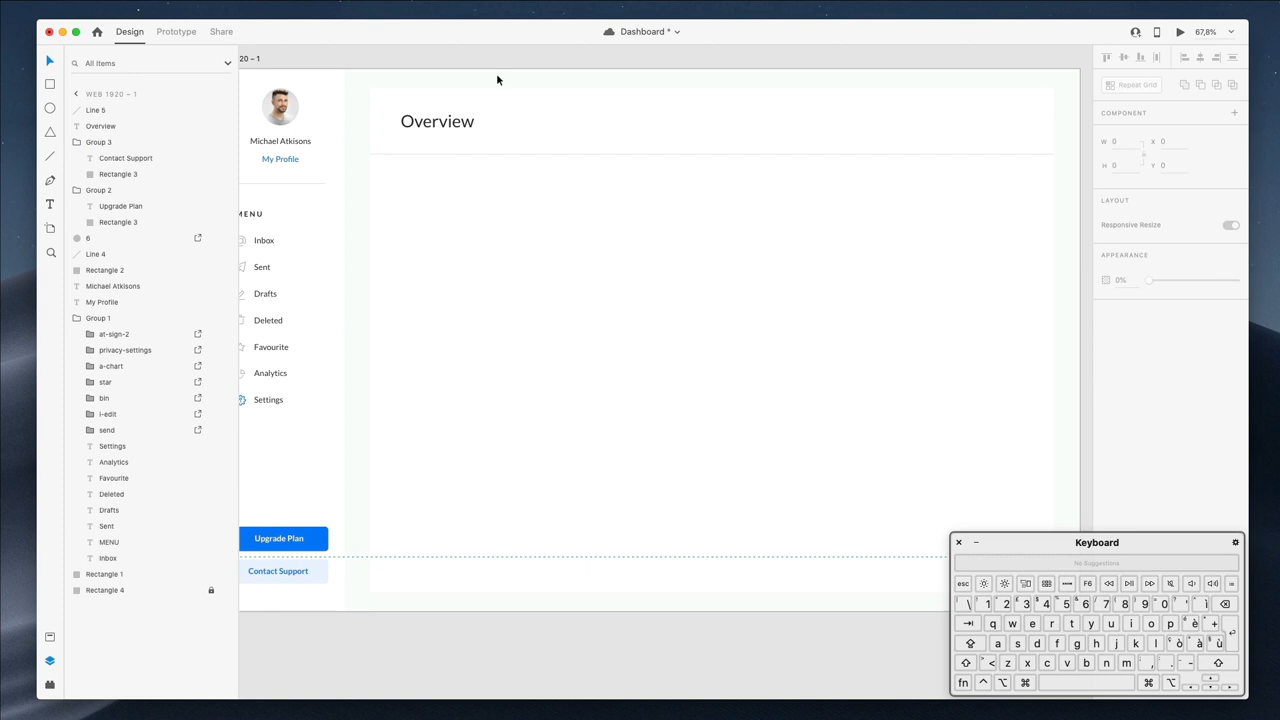 Design
Prototype
Share
Dashboard *
67,8%
All Items
WEB 1920 – 1
Line 5
Overview
Group 3
Contact Support
Rectangle 3
Group 2
Upgrade Plan
Rectangle 3
6
Line 4
Rectangle 2
Michael Atkisons
My Profile
Group 1
at-sign-2
privacy-settings
a-chart
star
bin
i-edit
send
Settings
Analytics
Favourite
Deleted
Drafts
Sent
MENU
Inbox
Rectangle 1
Rectangle 4
20 – 1
Michael Atkisons
My Profile
MENU
Inbox
Sent
Drafts
Deleted
Favourite
Analytics
Settings
Upgrade Plan
Contact Support
Overview
Repeat Grid
COMPONENT
W 0 X 0
H 0 Y 0
LAYOUT
Responsive Resize
APPEARANCE
0%
Keyboard
No Suggestions
esc F6
\ 1 2 3 4 5 6 7 8 9 0 ' ì
q w e r t y u i o p è +
a s d f g h j k l ò à ù
< z x c v b n m , . -
fn ^ ⌥ ⌘ ⌘ ⌥